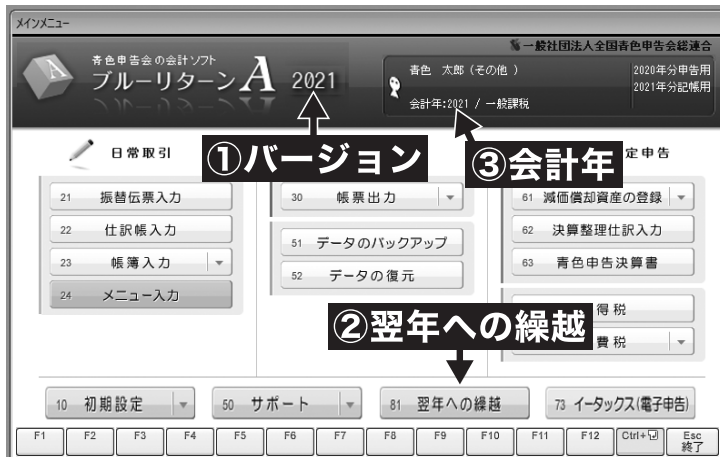 メインメニュー
一般社団法人全国青色申告会総連合
青色申告会の会計ソフト
ブルーリターンA 2021
青色 太郎（その他 ）
2020年分申告用
2021年分記帳用
会計年:2021 / 一般課税
①バージョン
③会計年
日常取引
定申告
21 振替伝票入力
30 帳票出力
61 減価償却資産の登録
22 仕訳帳入力
51 データのバックアップ
62 決算整理仕訳入力
23 帳簿入力
52 データの復元
63 青色申告決算書
24 メニュー入力
得税
②翌年への繰越
費税
10 初期設定
50 サポート
81 翌年への繰越
73 イータックス(電子申告)
F1 F2 F3 F4 F5 F6 F7 F8 F9 F10 F11 F12 Ctrl+ Esc
終了